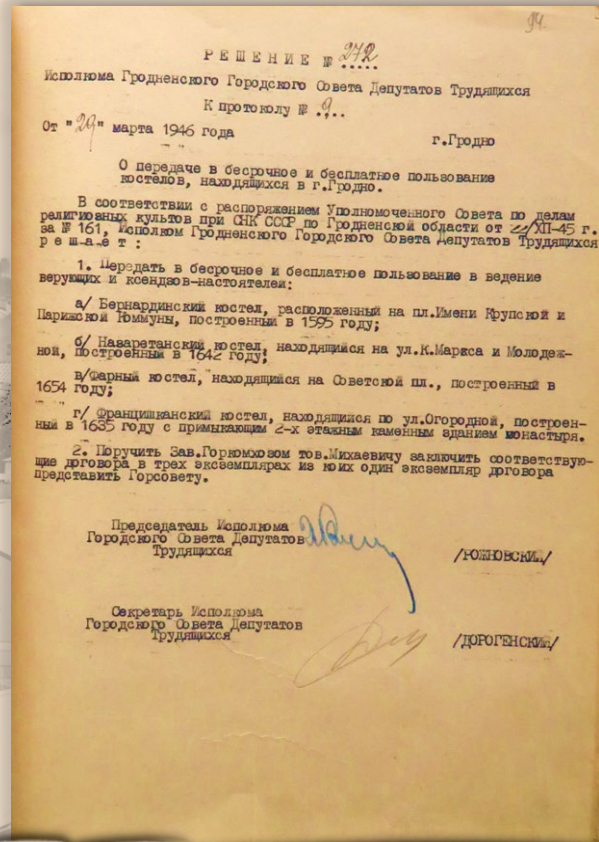 94.
РЕШЕНИЕ № 272
Исполкома Гродненского Городского Совета Депутатов Трудящихся
К протоколу № 9..
От "29" марта 1946 года
г.Гродно
О передаче в бесрочное и бесплатное пользование
костелов, находящихся в г.Гродно.
В соответствии с распоряжением Уполномоченного Совета по делам
религиозных культов при СНК СССР по Гродненской области от /ХП-45 г.
за № 161, Исполком Гродненского Городского Совета Депутатов Трудящихся
р е ш а е т :
1. Передать в бесрочное и бесплатное пользование в ведение
верующих и ксендзов-настоятелей:
а/ Бернардинский костел, расположенный на пл.Имени Крупской и
Парижской Коммуны, построенный в 1595 году;
б/ Назаретанский костел, находящийся на ул.К.Маркса и Молодеж-
ной, построенным в 1642 году;
в/Фарный костел, находящийся на Советской пл., построенный в
1654 году;
г/ Францишканский костел, находящийся по ул.Огородной, построен-
ный в 1635 году с примыкающим 2-х этажным каменным зданием монастыря.
2. Поручить Зав.Горкомхозом тов.Михаевичу заключить соответствую-
щие договора в трех экземплярах из коих один экземпляр договора
представить Горсовету.
Председатель Исполкома
Городского Совета Депутатов
Трудящихся
/РОЖНОВСКИЙ/
Секретарь Исполкома
Городского Совета Депутатов
Трудящихся
/ДОРОГЕНСКИЙ/